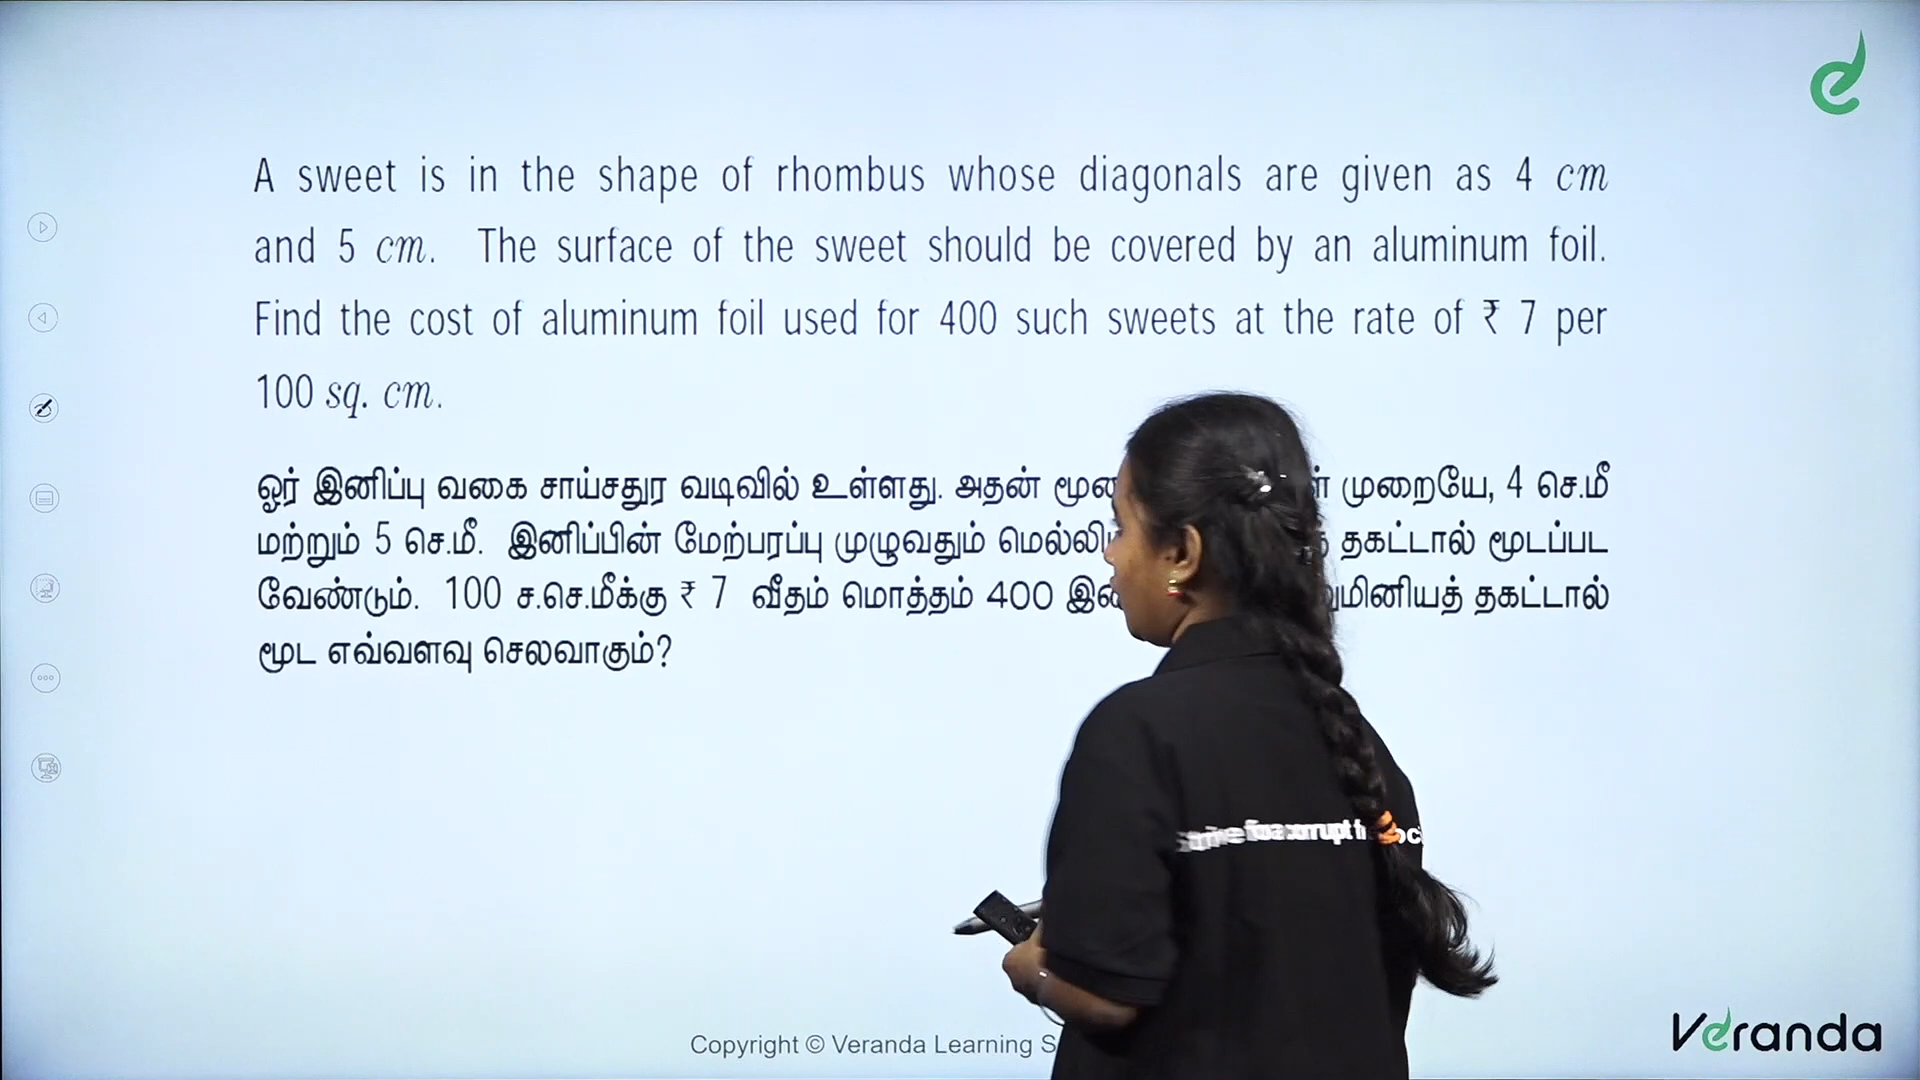 A sweet is in the shape of rhombus whose diagonals are given as 4 cm
and 5 cm. The surface of the sweet should be covered by an aluminum foil.
Find the cost of aluminum foil used for 400 such sweets at the rate of ₹ 7 per
100 sq. cm.
ஓர் இனிப்பு வகை சாய்சதுர வடிவில் உள்ளது. அதன் முறையே, 4 செ.மீ
மற்றும் 5 செ.மீ. இனிப்பின் மேற்பரப்பு முழுவதும் தகட்டால் மூடப்பட
வேண்டும். 100 ச.செ.மீக்கு ₹ 7 வீதம் மொத்தம் 400 தகட்டால்
மூட எவ்வளவு செலவாகும்?
Copyright © Veranda Learning
Veranda